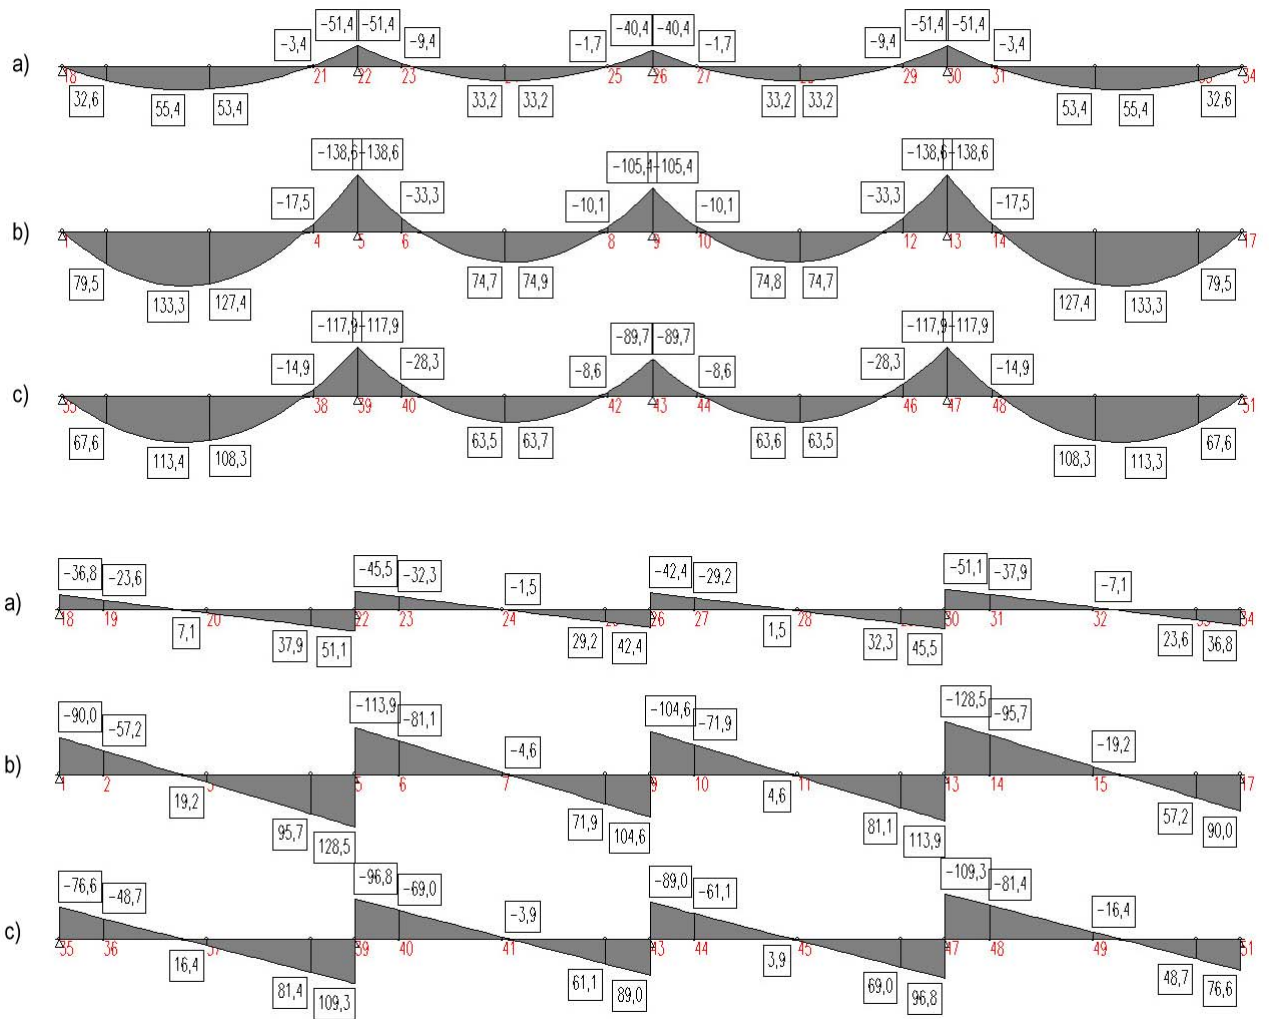 -51,4 -51,4 -40,4 -40,4 -51,4 -51,4
-3,4 -9,4 -1,7 -1,7 -9,4 -3,4
a)
18 21 22 23 25 26 27 29 30 31 34
32,6 55,4 53,4 33,2 33,2 33,2 33,2 53,4 55,4 32,6
-138,6 -138,6 -105,4 -105,4 -138,6 -138,6
-17,5 -33,3 -10,1 -10,1 -33,3 -17,5
b)
1 4 5 6 8 9 10 12 13 14 17
79,5 133,3 127,4 74,7 74,9 74,8 74,7 127,4 133,3 79,5
-117,9 -117,9 -89,7 -89,7 -117,9 -117,9
-14,9 -28,3 -8,6 -8,6 -28,3 -14,9
c)
35 38 39 40 42 43 44 46 47 48 51
67,6 113,4 108,3 63,5 63,7 63,6 63,5 108,3 113,3 67,6
-36,8 -23,6 -45,5 -32,3 -1,5 -42,4 -29,2 -51,1 -37,9 -7,1
a)
18 19 20 22 23 24 26 27 28 30 31 32 33 34
7,1 37,9 51,1 29,2 42,4 1,5 32,3 45,5 23,6 36,8
-90,0 -57,2 -113,9 -81,1 -4,6 -104,6 -71,9 -128,5 -95,7 -19,2
b)
1 2 3 5 6 7 9 10 11 13 14 15 17
19,2 95,7 128,5 71,9 104,6 4,6 81,1 113,9 57,2 90,0
-76,6 -48,7 -96,8 -69,0 -3,9 -89,0 -61,1 -109,3 -81,4 -16,4
c)
35 36 37 39 40 41 43 44 45 47 48 49 51
16,4 81,4 109,3 61,1 89,0 3,9 69,0 96,8 48,7 76,6